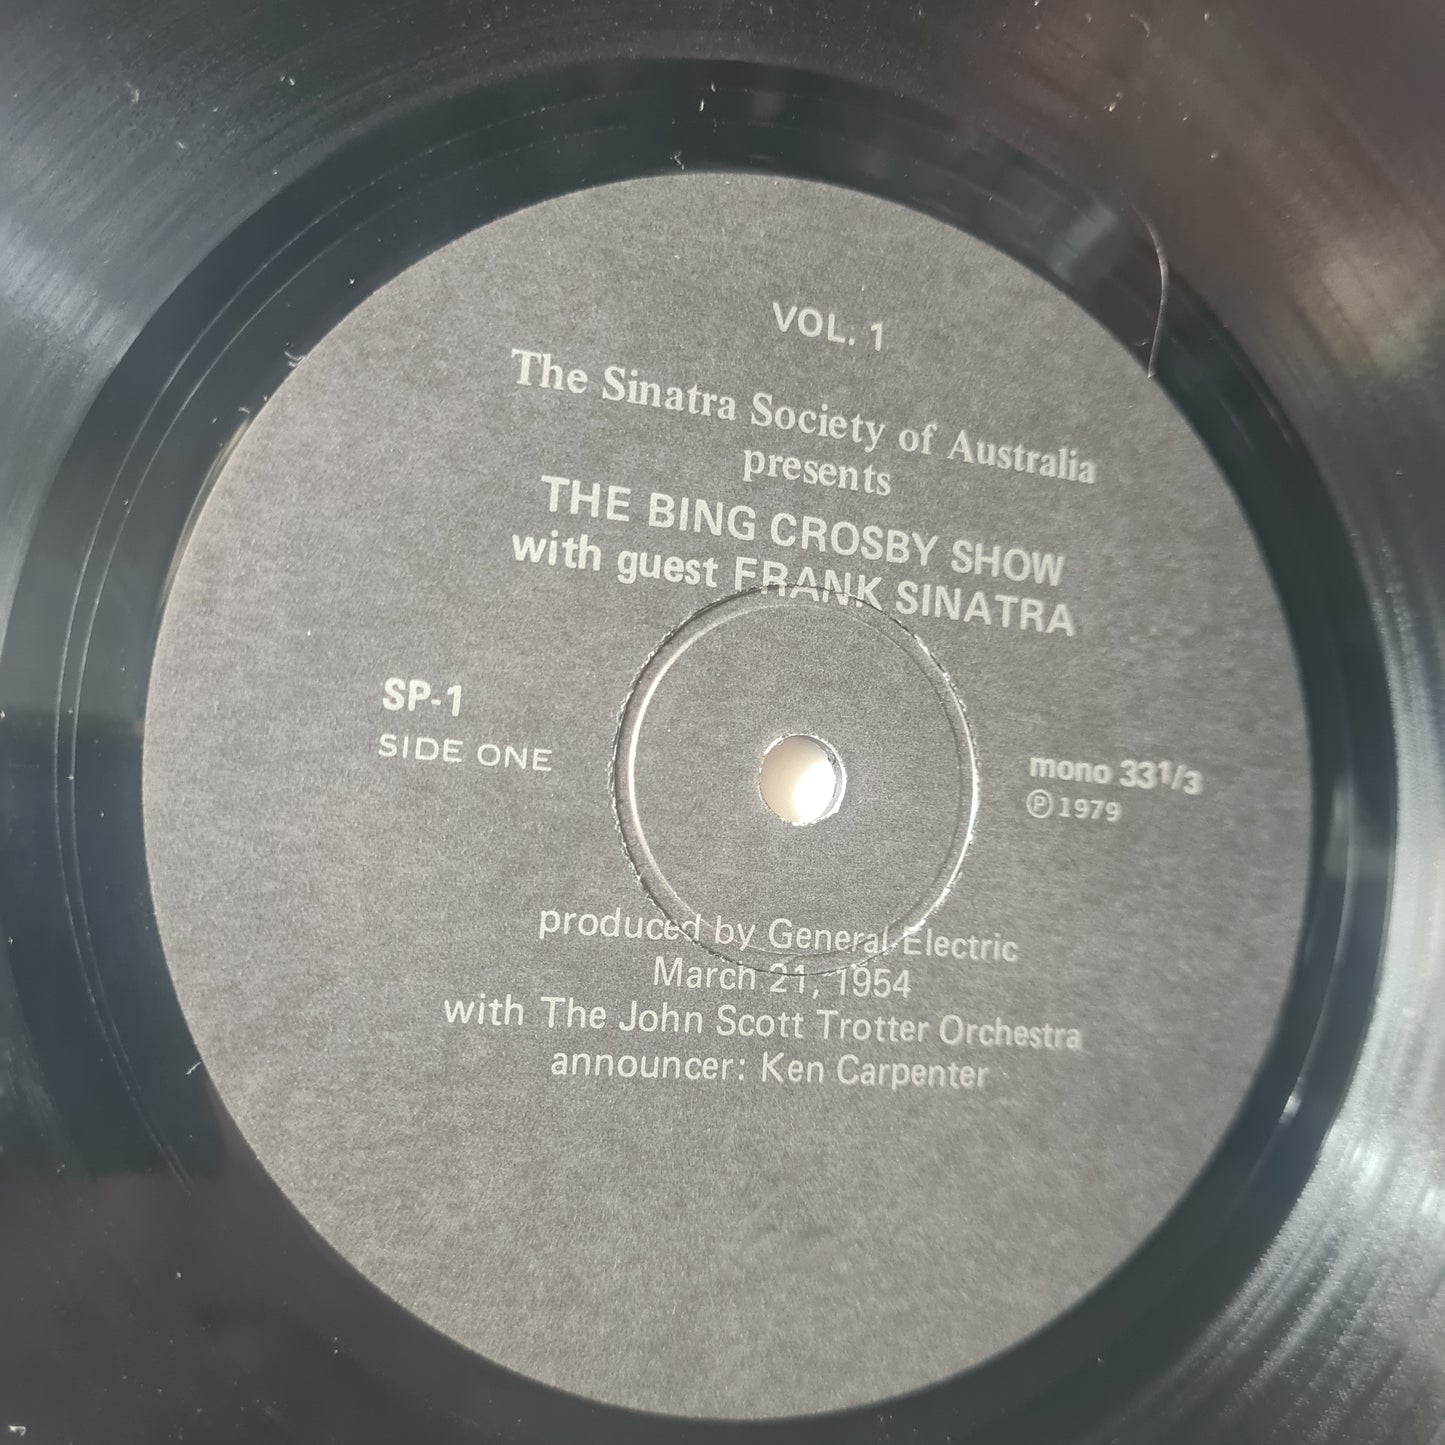 VOL. 1
The Sinatra Society of Australia
presents
THE BING CROSBY SHOW
with guest FRANK SINATRA
SP-1
SIDE ONE
mono 33 1/3
℗ 1979
produced by General Electric
March 21, 1954
with The John Scott Trotter Orchestra
announcer: Ken Carpenter